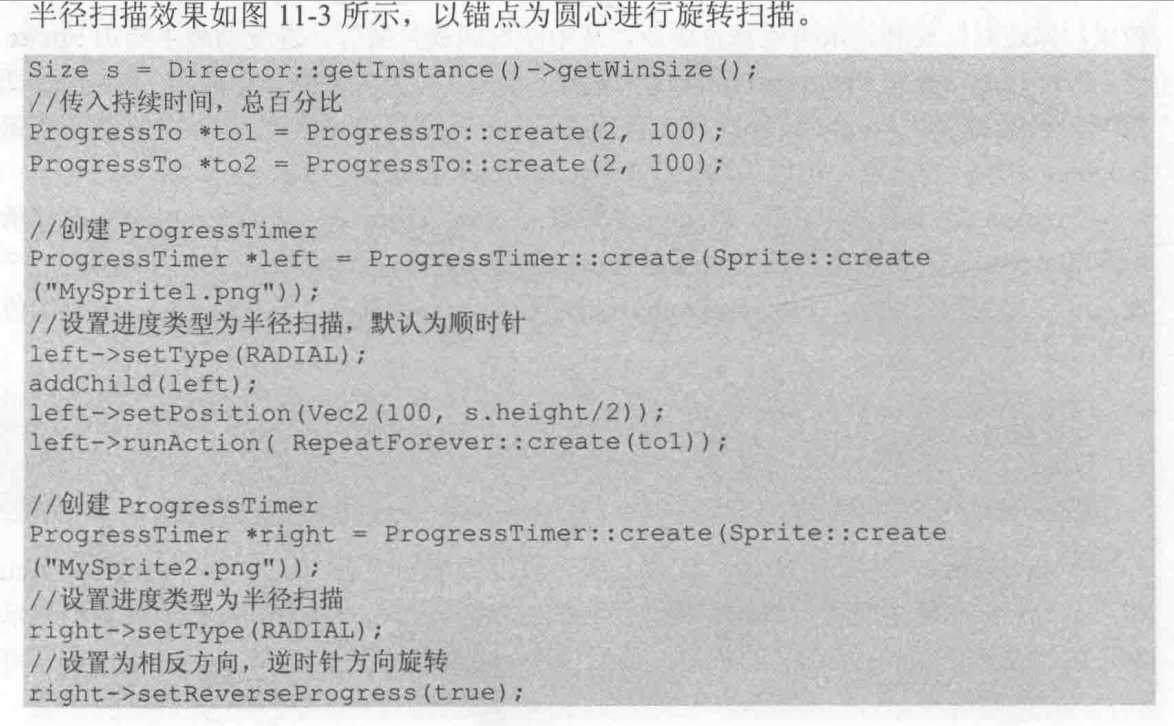 半径扫描效果如图 11-3 所示，以锚点为圆心进行旋转扫描。
Size s = Director::getInstance()->getWinSize();
//传入持续时间，总百分比
ProgressTo *to1 = ProgressTo::create(2, 100);
ProgressTo *to2 = ProgressTo::create(2, 100);
//创建 ProgressTimer
ProgressTimer *left = ProgressTimer::create(Sprite::create
("MySprite1.png"));
//设置进度类型为半径扫描，默认为顺时针
left->setType(RADIAL);
addChild(left);
left->setPosition(Vec2(100, s.height/2));
left->runAction( RepeatForever::create(to1));
//创建 ProgressTimer
ProgressTimer *right = ProgressTimer::create(Sprite::create
("MySprite2.png"));
//设置进度类型为半径扫描
right->setType(RADIAL);
//设置为相反方向，逆时针方向旋转
right->setReverseProgress(true);